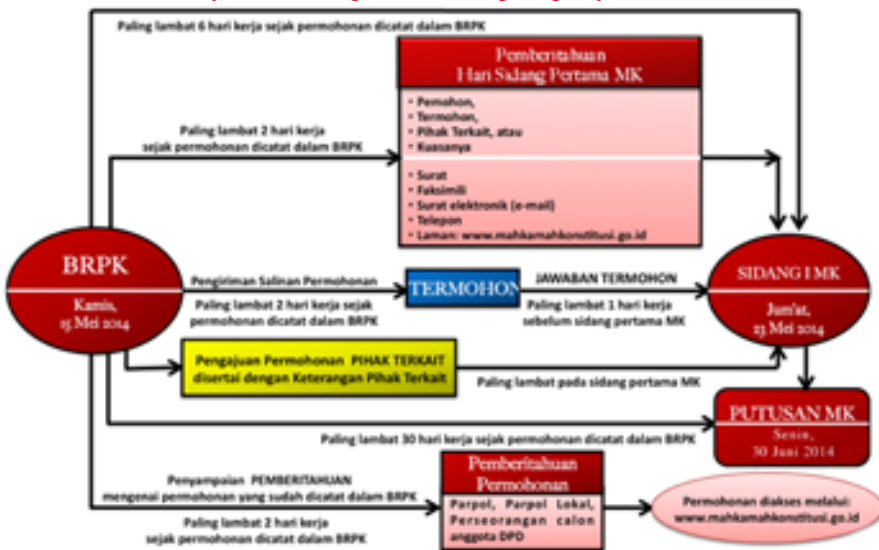 Paling lambat 6 hari kerja sejak permohonan dicatat dalam BRPK
Pemberitahuan
Hari Sidang Pertama MK
• Pemohon,
• Termohon,
• Pihak Terkait, atau
• Kuasanya
• Surat
• Faksimili
• Surat elektronik (e-mail)
• Telepon
• Laman: www.mahkamahkonstitusi.go.id
Paling lambat 2 hari kerja
sejak permohonan dicatat dalam BRPK
BRPK
Kamis,
15 Mei 2014
Pengiriman Salinan Permohonan
Paling lambat 2 hari kerja sejak
permohonan dicatat dalam BRPK
TERMOHON
JAWABAN TERMOHON
Paling lambat 1 hari kerja
sebelum sidang pertama MK
SIDANG I MK
Jum'at,
23 Mei 2014
Pengajuan Permohonan PIHAK TERKAIT
disertai dengan Keterangan Pihak Terkait
Paling lambat pada sidang pertama MK
PUTUSAN MK
Senin,
30 Juni 2014
Paling lambat 30 hari kerja sejak permohonan dicatat dalam BRPK
Penyampaian PEMBERITAHUAN
mengenai permohonan yang sudah dicatat dalam BRPK
Paling lambat 2 hari kerja
sejak permohonan dicatat dalam BRPK
Pemberitahuan
Permohonan
Parpol, Parpol Lokal,
Perseorangan calon
anggota DPD
Permohonan diakses melalui:
www.mahkamahkonstitusi.go.id